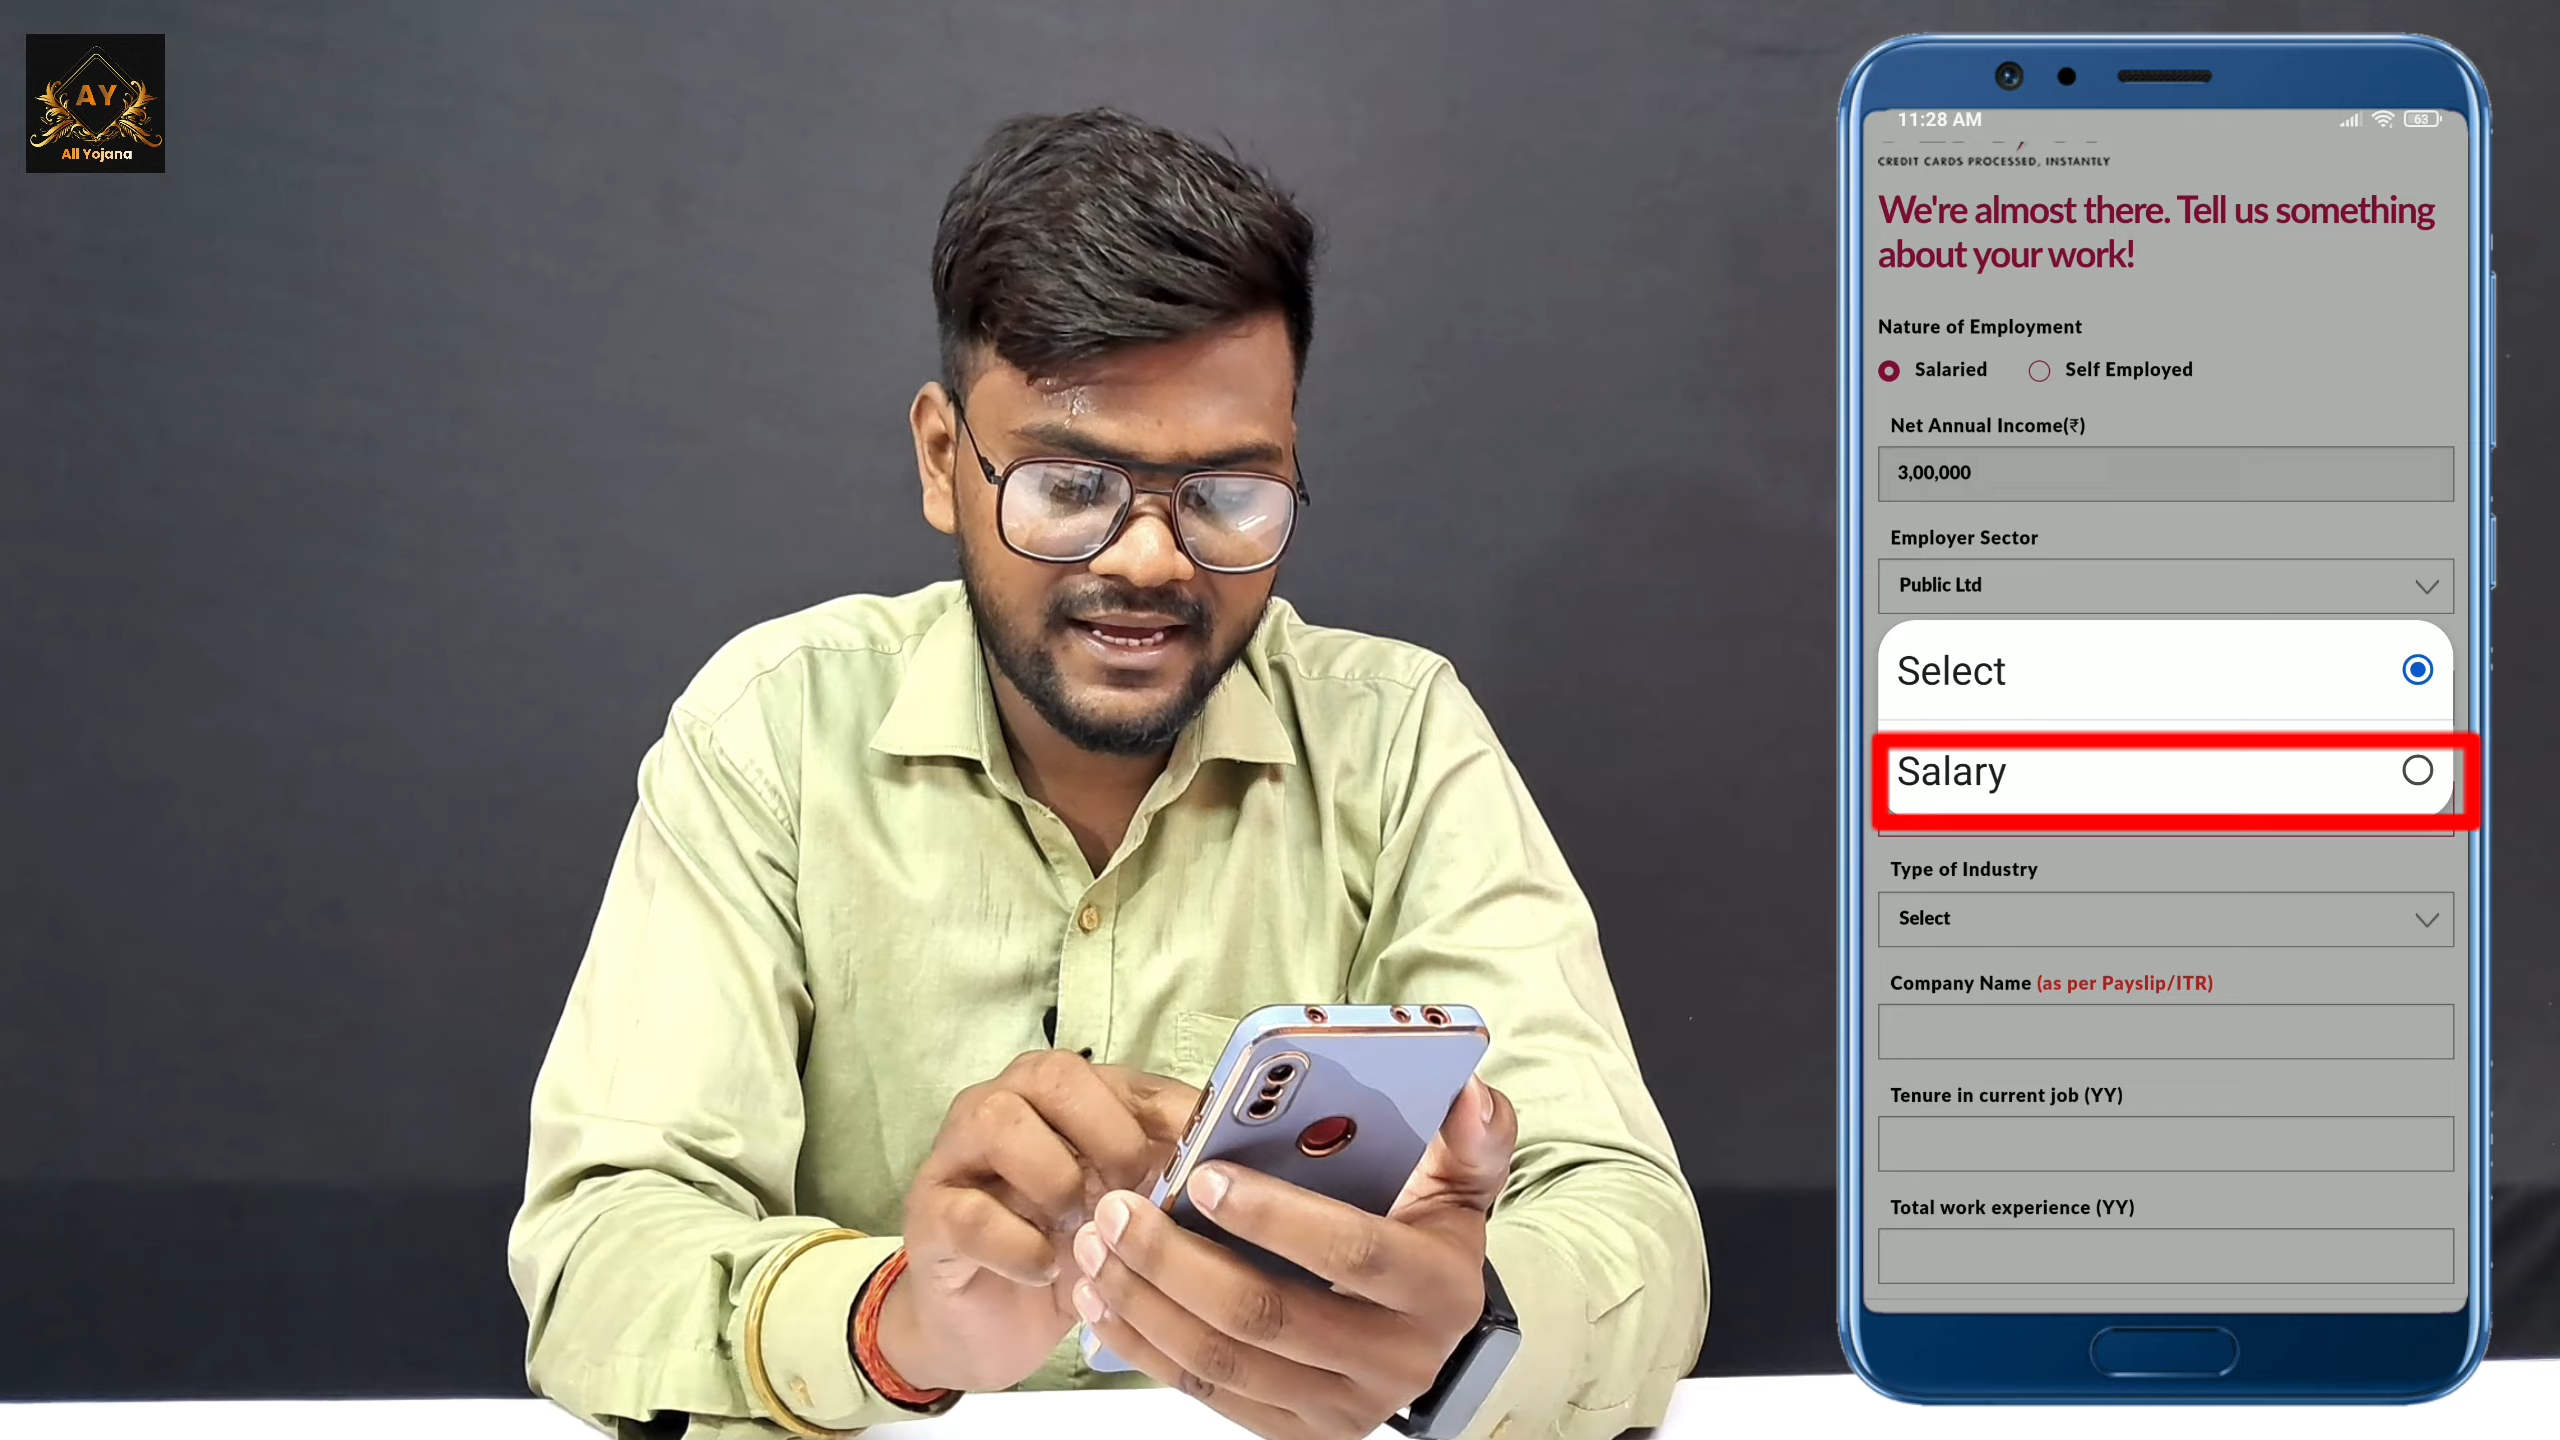 AY
All Yojana
11:28 AM
63
CREDIT CARDS PROCESSED, INSTANTLY
We're almost there. Tell us something
about your work!
Nature of Employment
Salaried Self Employed
Net Annual Income(₹)
3,00,000
Employer Sector
Public Ltd
Select
Salary
Type of Industry
Select
Company Name (as per Payslip/ITR)
Tenure in current job (YY)
Total work experience (YY)